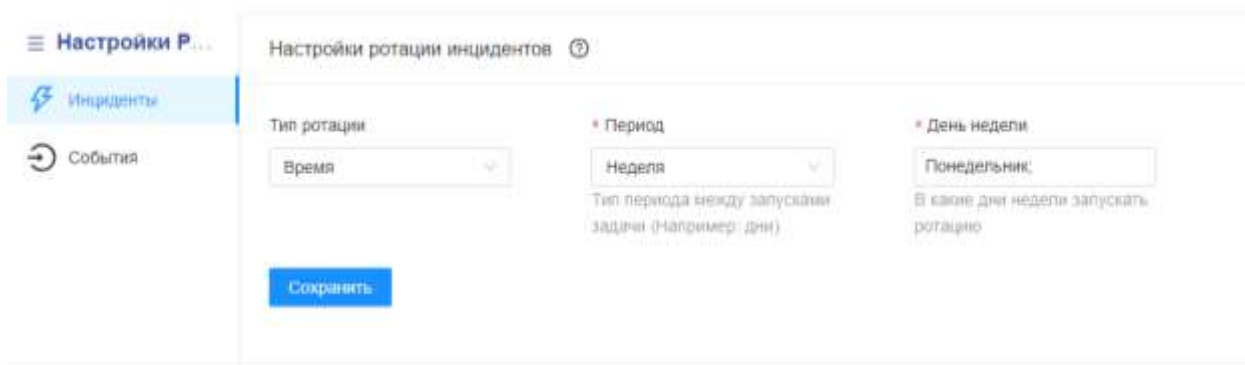 Настройки Р...
Инциденты
События
Настройки ротации инцидентов
Тип ротации
Время
* Период
Неделя
Тип периода между запусками
задачи (Например: дни)
* День недели
Понедельник;
В какие дни недели запускать
ротацию
Сохранить